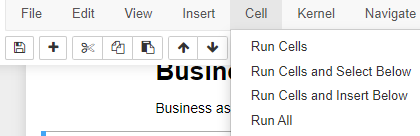 File Edit View Insert Cell Kernel Navigate
Run Cells
Busine
Run Cells and Select Below
Run Cells and Insert Below
Business as
Run All